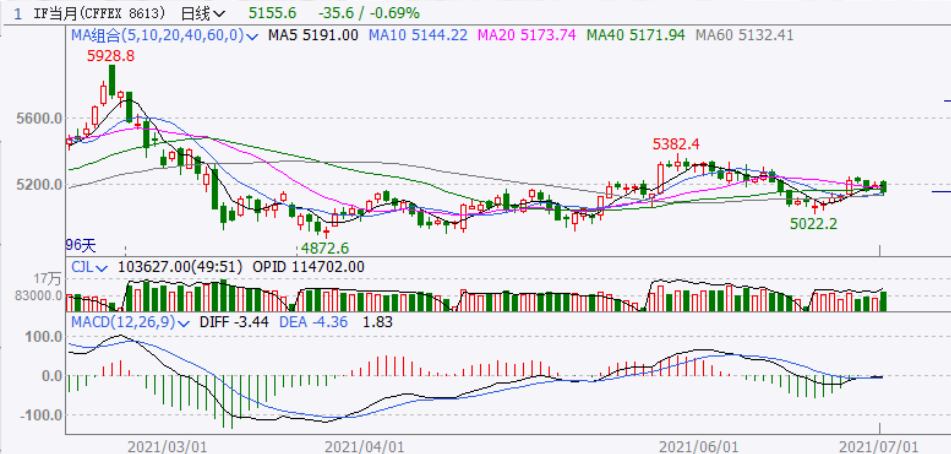 1 IF当月(CFFEX 8613) 日线 5155.6 -35.6 / -0.69%
MA组合(5,10,20,40,60,0) MA5 5191.00 MA10 5144.22 MA20 5173.74 MA40 5171.94 MA60 5132.41
5928.8
5600.0
5382.4
5200.0
5022.2
96天
4872.6
CJL 103627.00(49:51) OPID 114702.00
17万
83000.0
MACD(12,26,9) DIFF -3.44 DEA -4.36 1.83
100.0
0.0
-100.0
2021/03/01 2021/04/01 2021/06/01 2021/07/01